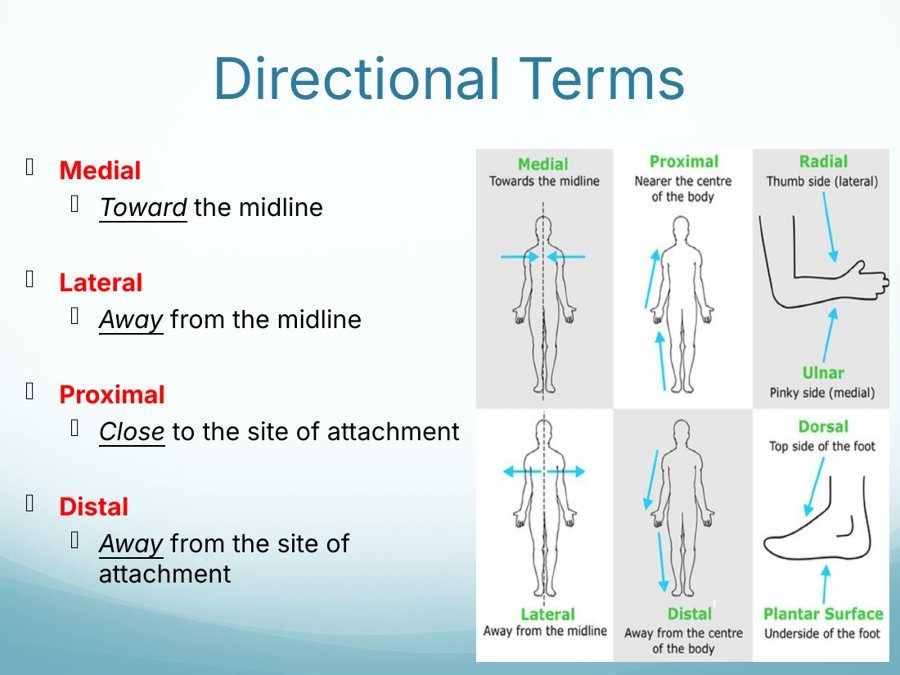 Directional Terms
Medial
Toward the midline
Lateral
Away from the midline
Proximal
Close to the site of attachment
Distal
Away from the site of
attachment
Medial
Towards the midline
Proximal
Nearer the centre
of the body
Radial
Thumb side (lateral)
Ulnar
Pinky side (medial)
Lateral
Away from the midline
Distal
Away from the centre
of the body
Dorsal
Top side of the foot
Plantar Surface
Underside of the foot